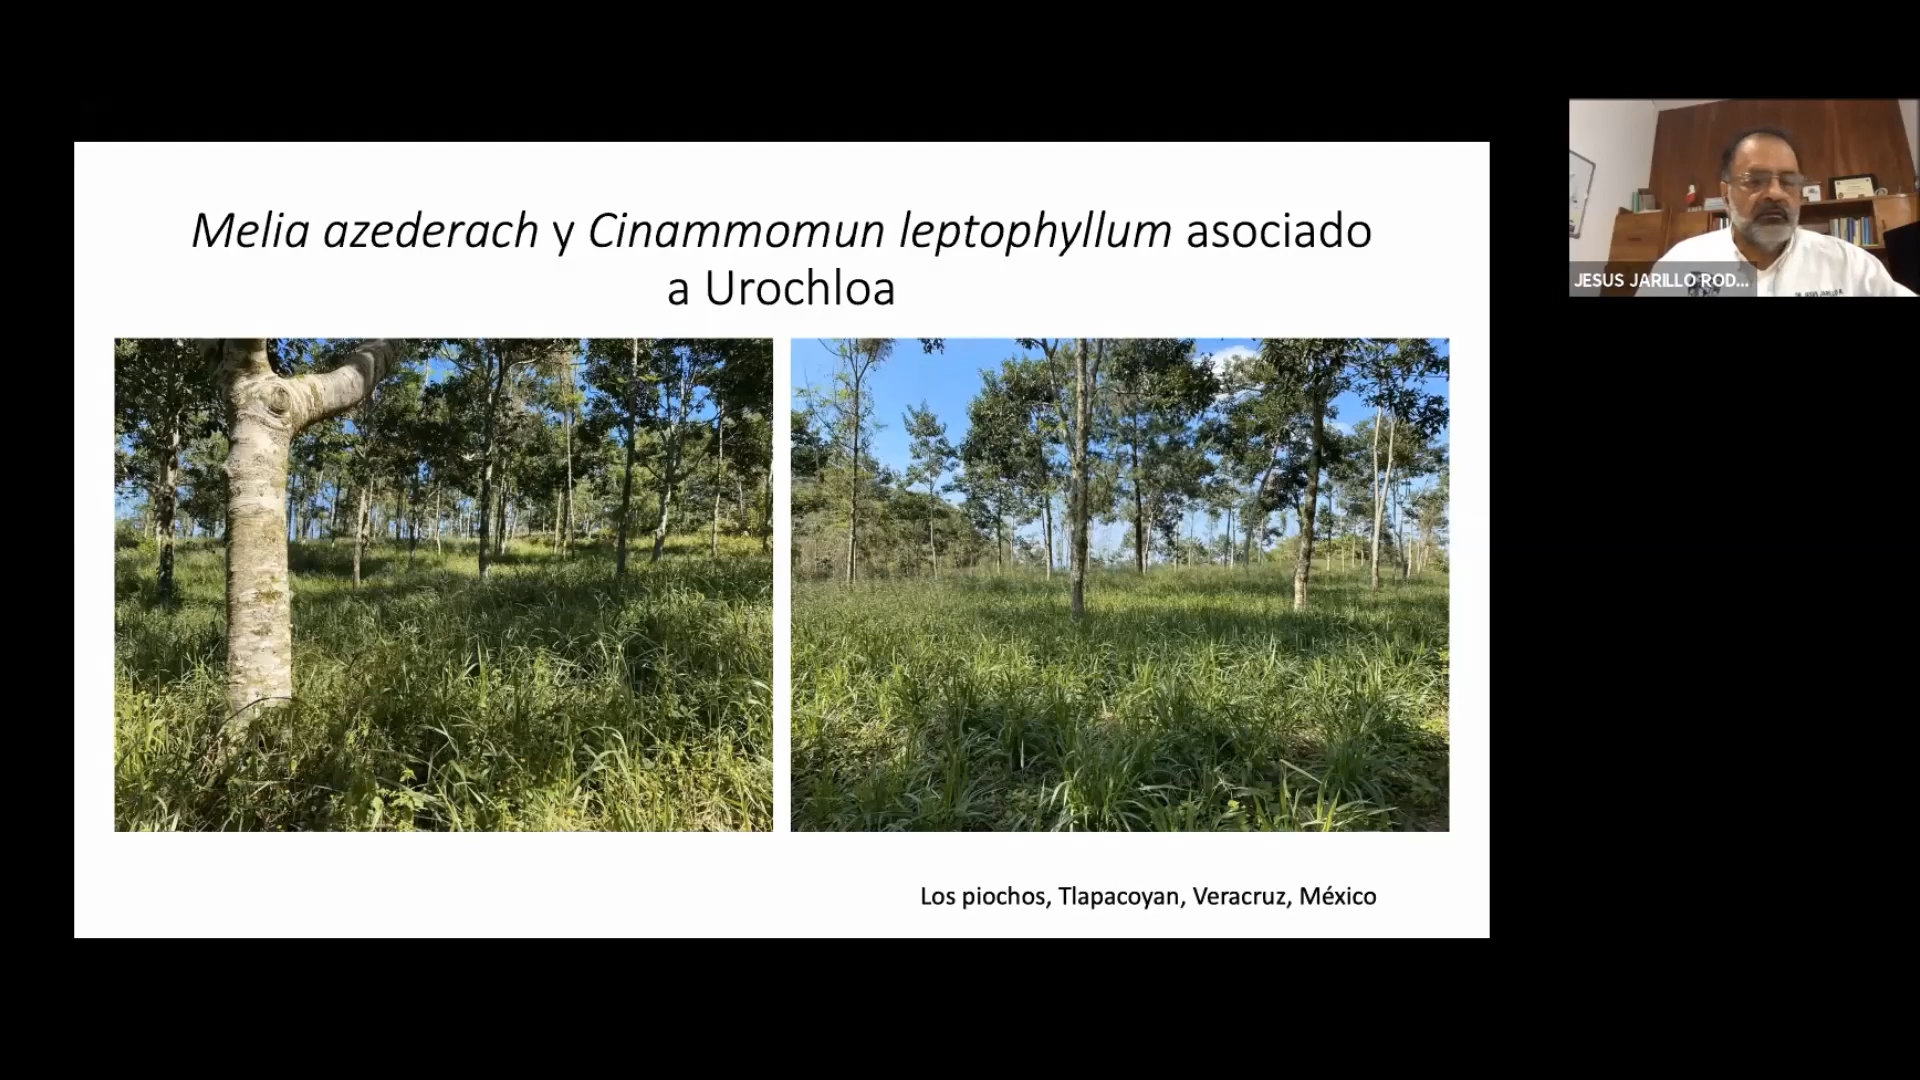 Melia azederach y Cinammomun leptophyllum asociado
a Urochloa
Los piochos, Tlapacoyan, Veracruz, México
JESUS JARILLO ROD...